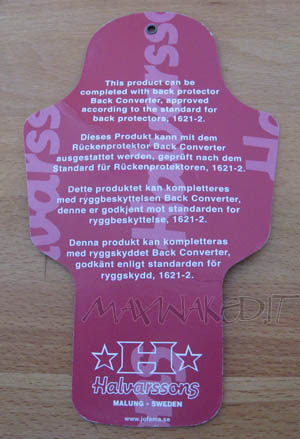 This product can be
completed with back protector
Back Converter, approved
according to the standard for
back protectors, 1621-2.
Dieses Produkt kann mit dem
Rückenprotektor Back Converter
ausgestattet werden, geprüft nach dem
Standard für Rückenprotektoren, 1621-2.
Dette produktet kan kompletteres
med ryggbeskyttelsen Back Converter,
denne er godkjent mot standarden for
ryggbeskyttelse, 1621-2.
Denna produkt kan kompletteras
med ryggskyddet Back Converter,
godkänt enligt standarden för
ryggskydd, 1621-2.
MAXINAKED.IT
H
Halvarssons
MALUNG • SWEDEN
www.jofama.se